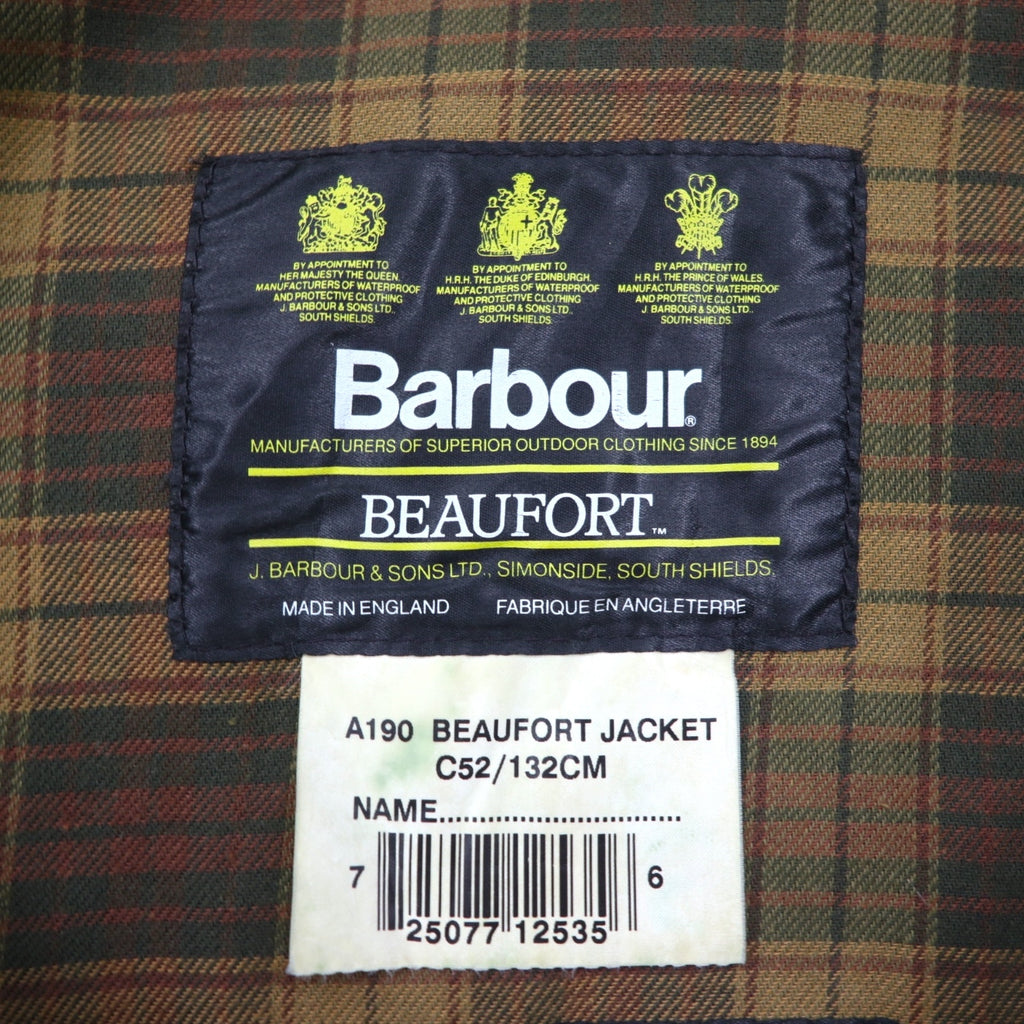 BY APPOINTMENT TO
HER MAJESTY THE QUEEN.
MANUFACTURERS OF WATERPROOF
AND PROTECTIVE CLOTHING
J. BARBOUR & SONS LTD.
SOUTH SHIELDS.
BY APPOINTMENT TO
H.R.H. THE DUKE OF EDINBURGH.
MANUFACTURERS OF WATERPROOF
AND PROTECTIVE CLOTHING
J. BARBOUR & SONS LTD.
SOUTH SHIELDS.
BY APPOINTMENT TO
H.R.H. THE PRINCE OF WALES.
MANUFACTURERS OF WATERPROOF
AND PROTECTIVE CLOTHING
J. BARBOUR & SONS LTD.
SOUTH SHIELDS.
Barbour®
MANUFACTURERS OF SUPERIOR OUTDOOR CLOTHING SINCE 1894
BEAUFORT™
J. BARBOUR & SONS LTD., SIMONSIDE, SOUTH SHIELDS.
MADE IN ENGLAND FABRIQUE EN ANGLETERRE
A190 BEAUFORT JACKET
C52/132CM
NAME..............................
7 25077 12535 6